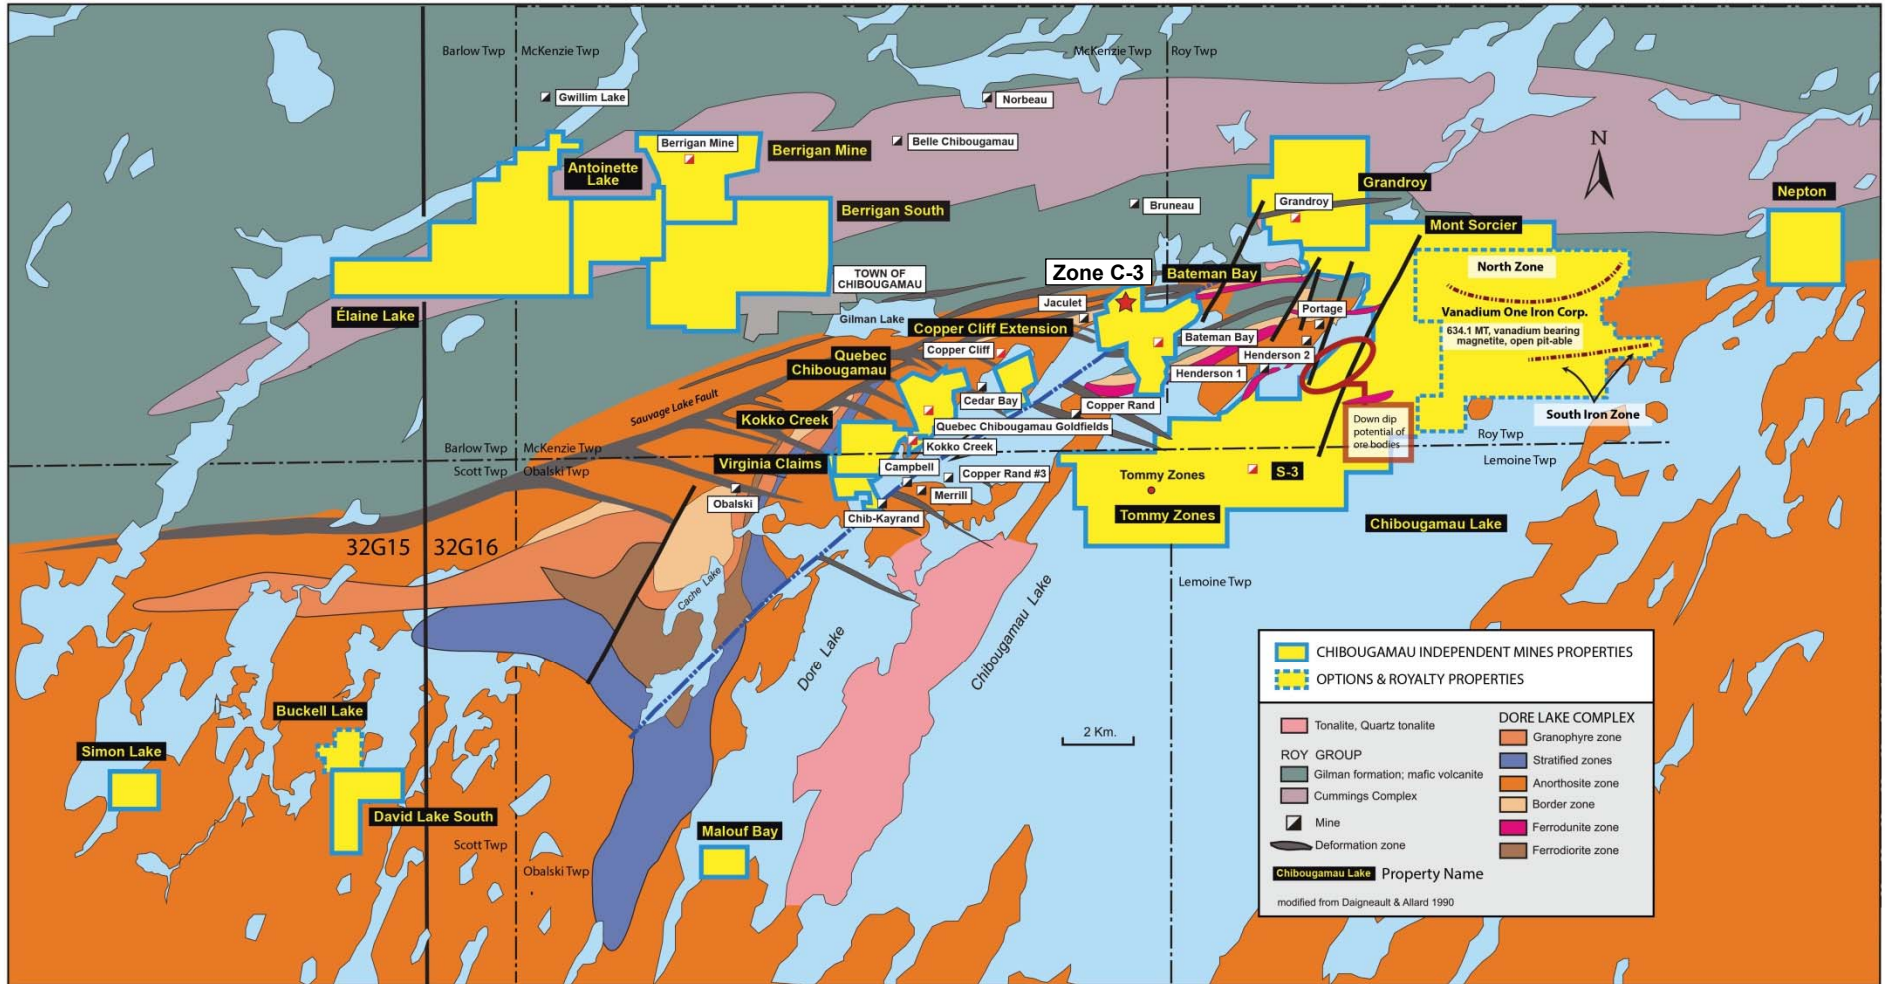 Barlow Twp
McKenzie Twp
McKenzie Twp
Roy Twp
Gwillim Lake
Norbeau
Berrigan Mine
Berrigan Mine
Belle Chibougamau
N
Antoinette
Lake
Grandroy
Nepton
Berrigan South
Bruneau
Grandroy
Mont Sorcier
TOWN OF
CHIBOUGAMAU
Zone C-3
Bateman Bay
North Zone
Élaine Lake
Gilman Lake
Jaculet
Portage
Vanadium One Iron Corp.
634.1 MT, vanadium bearing
magnetite, open pit-able
Copper Cliff Extension
Bateman Bay
Quebec
Chibougamau
Copper Cliff
Henderson 2
Henderson 1
Sauvage Lake Fault
Cedar Bay
Copper Rand
South Iron Zone
Kokko Creek
Quebec Chibougamau Goldfields
Down dip
potential of
ore bodies
Roy Twp
Barlow Twp
McKenzie Twp
Kokko Creek
Lemoine Twp
Scott Twp
Obalski Twp
Virginia Claims
Campbell
Copper Rand #3
Tommy Zones
S-3
Obalski
Merrill
Chib-Kayrand
Tommy Zones
Chibougamau Lake
32G15
32G16
Cache Lake
Lemoine Twp
Dore Lake
Chibougamau Lake
Buckell Lake
Simon Lake
2 Km.
David Lake South
Malouf Bay
Scott Twp
Obalski Twp
CHIBOUGAMAU INDEPENDENT MINES PROPERTIES
OPTIONS & ROYALTY PROPERTIES
Tonalite, Quartz tonalite
ROY GROUP
Gilman formation; mafic volcanite
Cummings Complex
Mine
Deformation zone
Chibougamau Lake Property Name
modified from Daigneault & Allard 1990
DORE LAKE COMPLEX
Granophyre zone
Stratified zones
Anorthosite zone
Border zone
Ferrodunite zone
Ferrodiorite zone